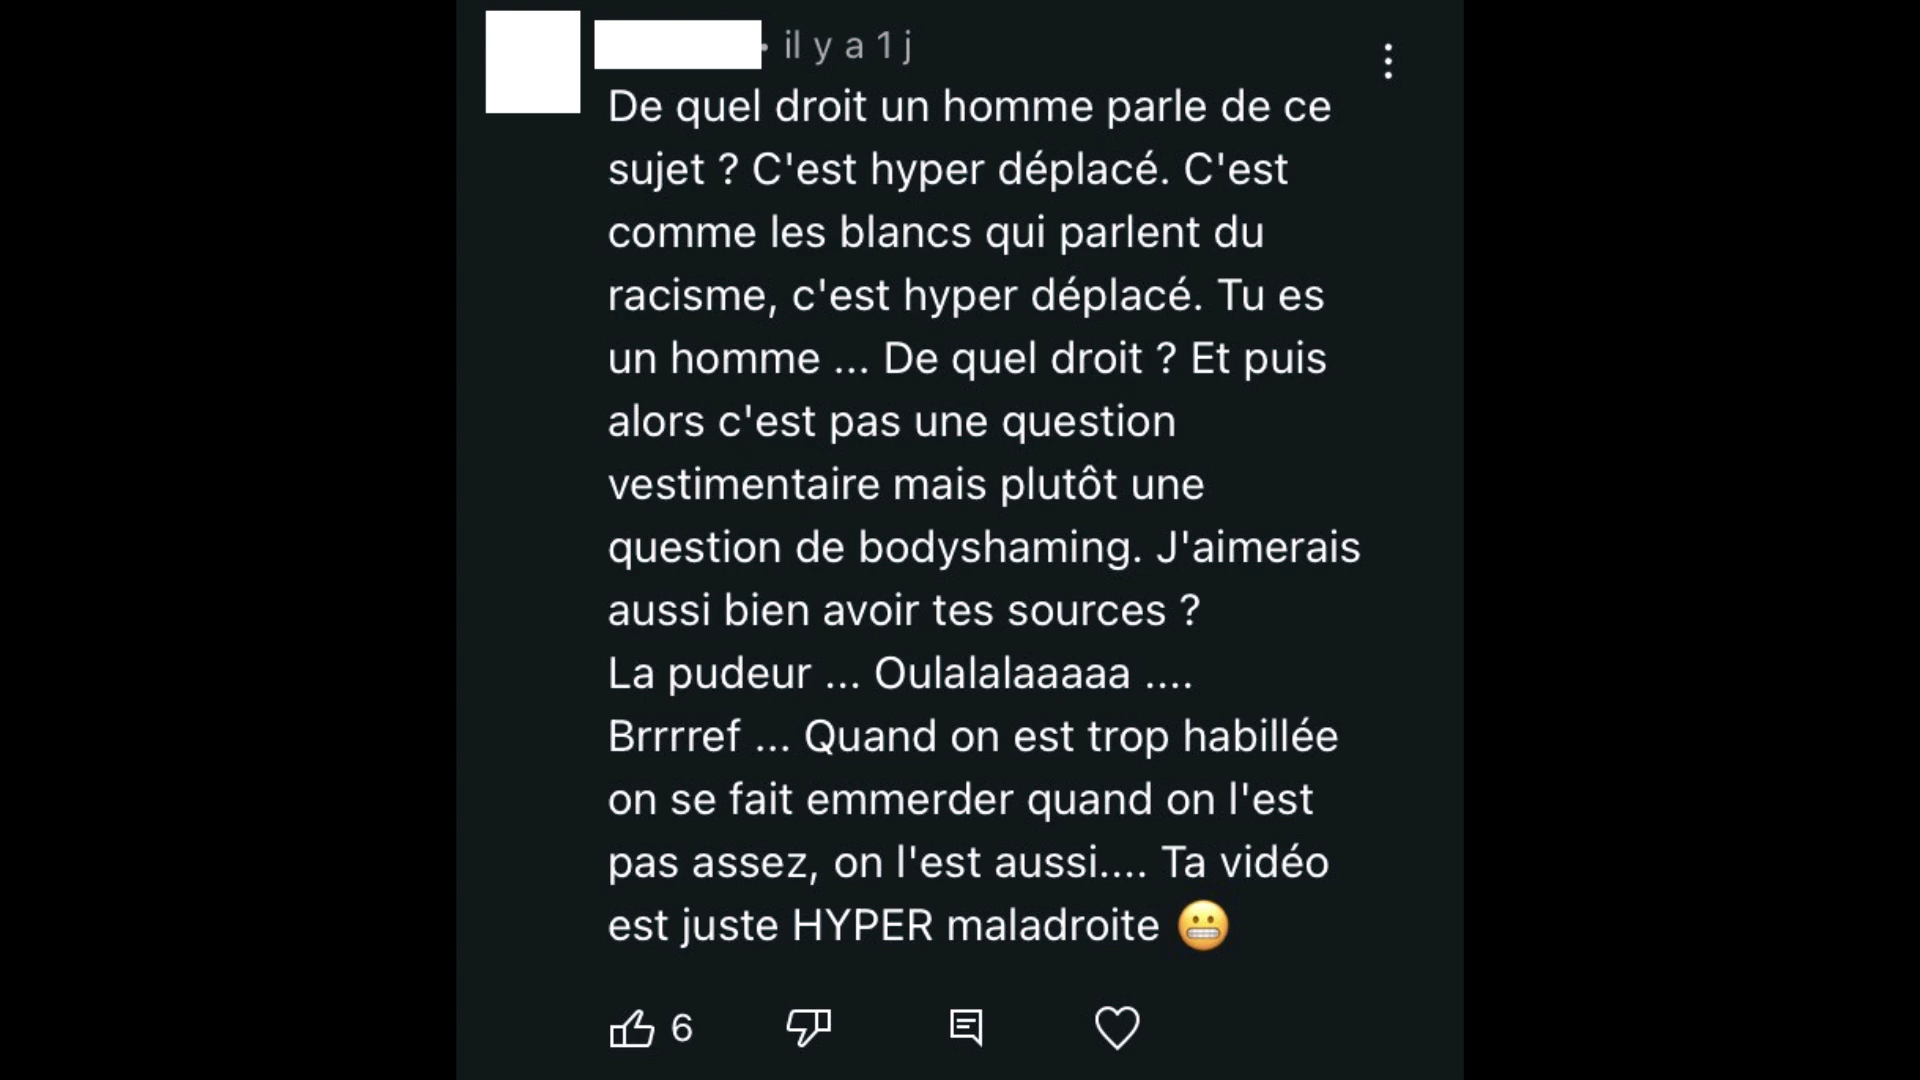 • il y a 1 j
De quel droit un homme parle de ce
sujet ? C'est hyper déplacé. C'est
comme les blancs qui parlent du
racisme, c'est hyper déplacé. Tu es
un homme ... De quel droit ? Et puis
alors c'est pas une question
vestimentaire mais plutôt une
question de bodyshaming. J'aimerais
aussi bien avoir tes sources ?
La pudeur ... Oulalalaaaaa ....
Brrrref ... Quand on est trop habillée
on se fait emmerder quand on l'est
pas assez, on l'est aussi.... Ta vidéo
est juste HYPER maladroite 😬
6